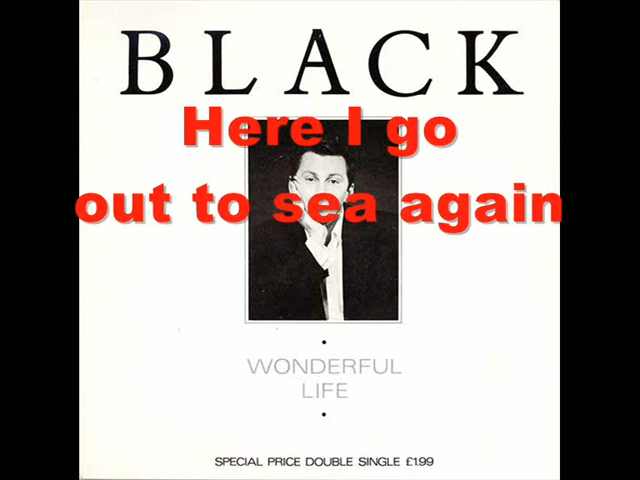 BLACK
Here I go
out to sea again
•
WONDERFUL
LIFE
•
SPECIAL PRICE DOUBLE SINGLE £1.99